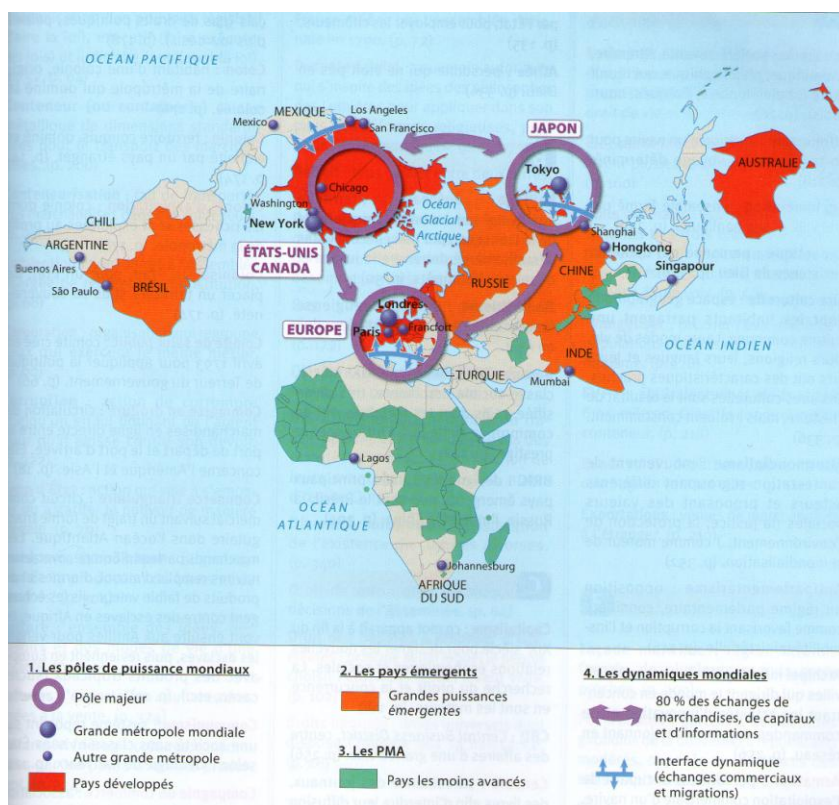 OCÉAN PACIFIQUE
MEXIQUE
Mexico
Los Angeles
San Francisco
JAPON
Tokyo
AUSTRALIE
Chicago
Washington
New York
Océan
Glacial
Arctique
Shanghai
Hongkong
Singapour
CHILI
ARGENTINE
Buenos Aires
São Paulo
BRÉSIL
ÉTATS-UNIS
CANADA
RUSSIE
CHINE
Londres
EUROPE
Paris
Francfort
TURQUIE
INDE
Mumbai
OCÉAN INDIEN
Lagos
OCÉAN
ATLANTIQUE
Johannesburg
AFRIQUE
DU SUD
1. Les pôles de puissance mondiaux
Pôle majeur
Grande métropole mondiale
Autre grande métropole
Pays développés
2. Les pays émergents
Grandes puissances
émergentes
3. Les PMA
Pays les moins avancés
4. Les dynamiques mondiales
80 % des échanges de
marchandises, de capitaux
et d'informations
Interface dynamique
(échanges commerciaux
et migrations)